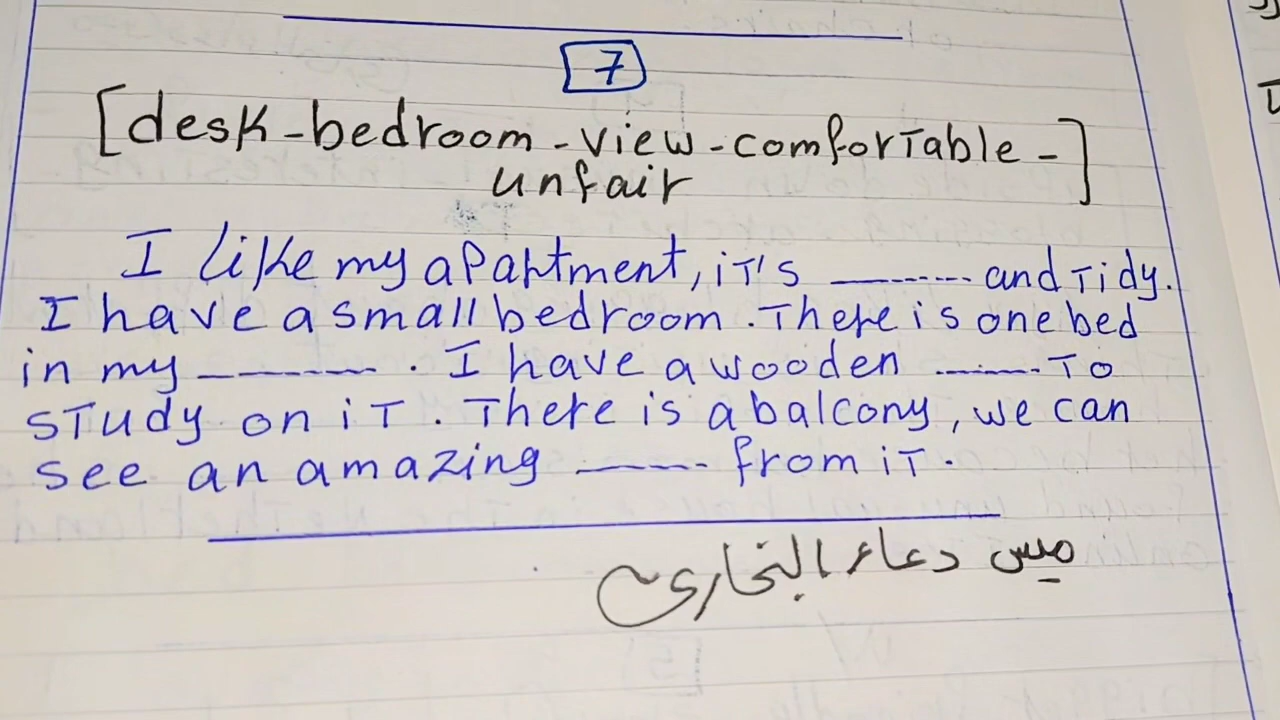 7
[desk-bedroom-view-comforTable-]
unfair
I like my apartment, iT's -------- and Tidy.
I have a small bedroom. There is one bed
in my -------- . I have a wooden -------- To
sTudy on iT. There is a balcony, we can
see an amazing -------- from iT.
ميس دعاء البخارى